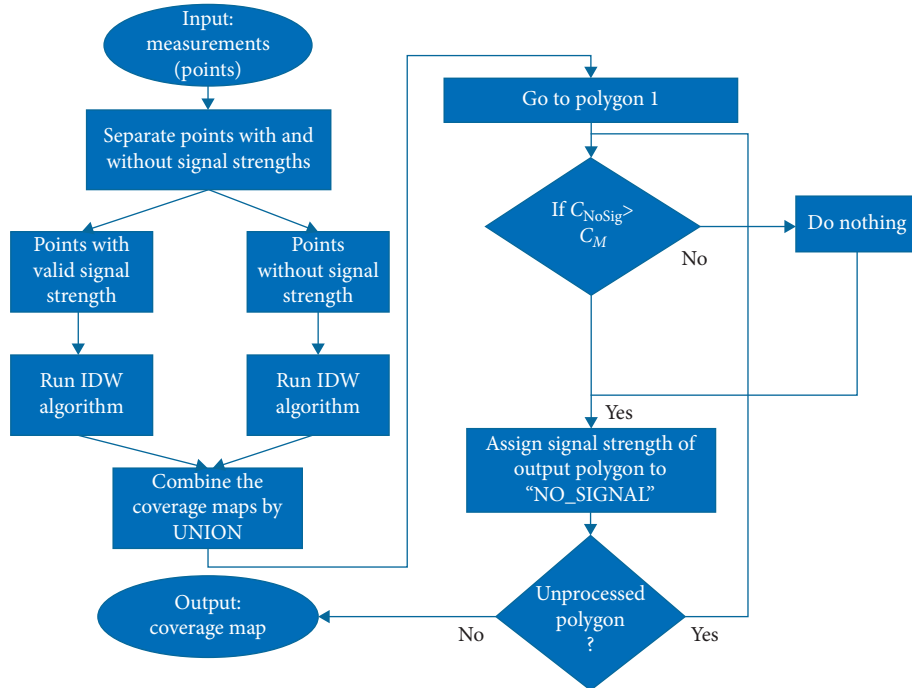 Input:
measurements
(points)
Separate points with and
without signal strengths
Points with
valid signal
strength
Points
without signal
strength
Run IDW
algorithm
Run IDW
algorithm
Combine the
coverage maps by
UNION
Output:
coverage map
Go to polygon 1
If C_NoSig>
C_M
No
Do nothing
Yes
Assign signal strength of
output polygon to
“NO_SIGNAL”
Unprocessed
polygon
?
No
Yes